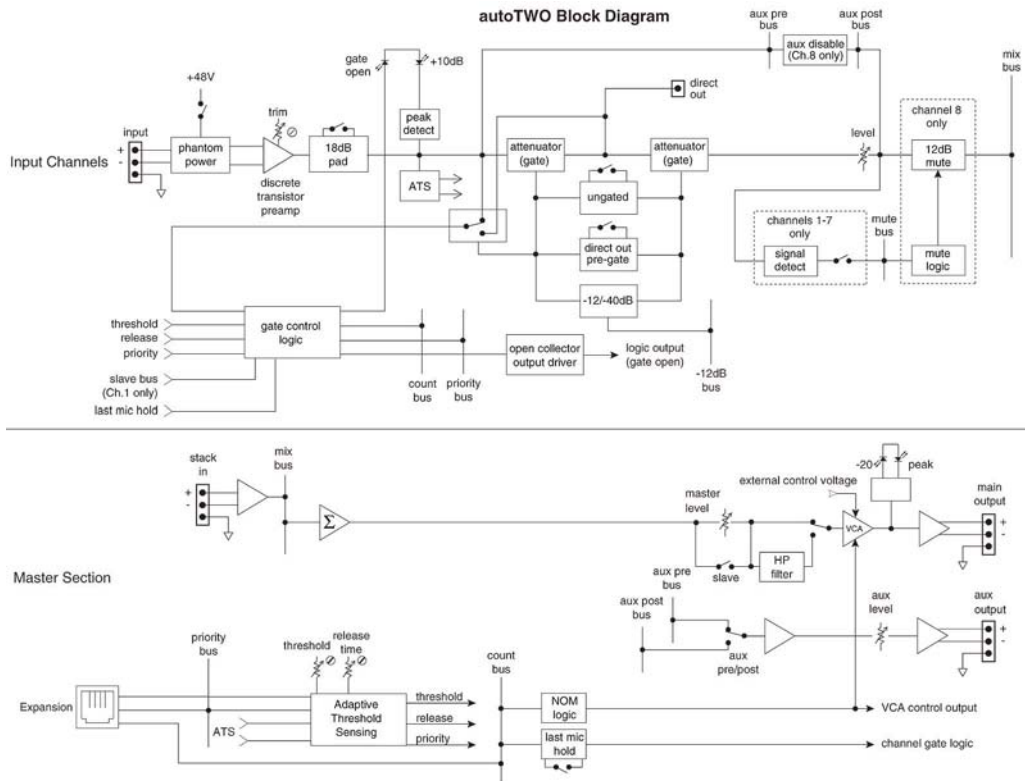 autoTWO Block Diagram
aux pre
bus
aux post
bus
aux disable
(Ch.8 only)
mix
bus
gate
open
+10dB
+48V
trim
peak
detect
direct
out
input
+
-
phantom
power
18dB
pad
attenuator
(gate)
attenuator
(gate)
level
channel 8
only
12dB
mute
Input Channels
discrete
transistor
preamp
ATS
ungated
direct out
pre-gate
-12/-40dB
channels 1-7
only
signal
detect
mute
bus
mute
logic
threshold
release
priority
slave bus
(Ch.1 only)
last mic hold
gate control
logic
count
bus
priority
bus
open collector
output driver
logic output
(gate open)
-12dB
bus
stack
in
+
-
mix
bus
Σ
master
level
slave
HP
filter
external control voltage
VCA
-20
peak
main
output
+
-
Master Section
aux pre
bus
aux post
bus
aux
pre/post
aux
level
aux
output
+
-
priority
bus
threshold
release
time
count
bus
Expansion
ATS
Adaptive
Threshold
Sensing
threshold
release
priority
NOM
logic
VCA control output
last mic
hold
channel gate logic